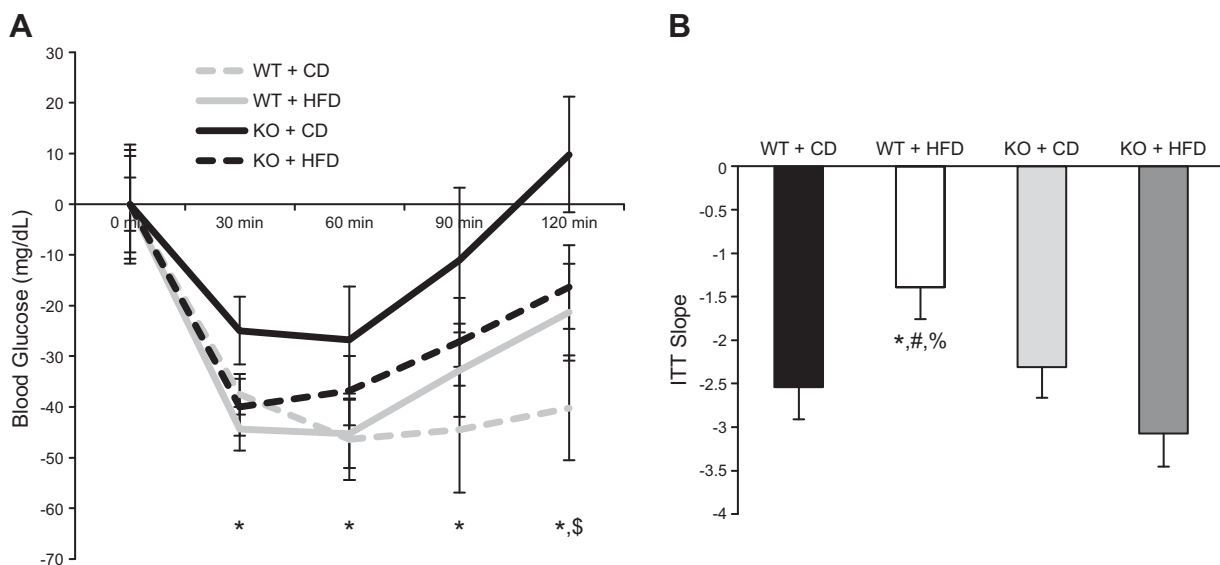 A
Blood Glucose (mg/dL)
30
20
10
0
-10
-20
-30
-40
-50
-60
-70
WT + CD
WT + HFD
KO + CD
KO + HFD
0 min 30 min 60 min 90 min 120 min
* * * *,$
B
ITT Slope
WT + CD WT + HFD KO + CD KO + HFD
0
-0.5
-1
-1.5
-2
-2.5
-3
-3.5
-4
*,#,%